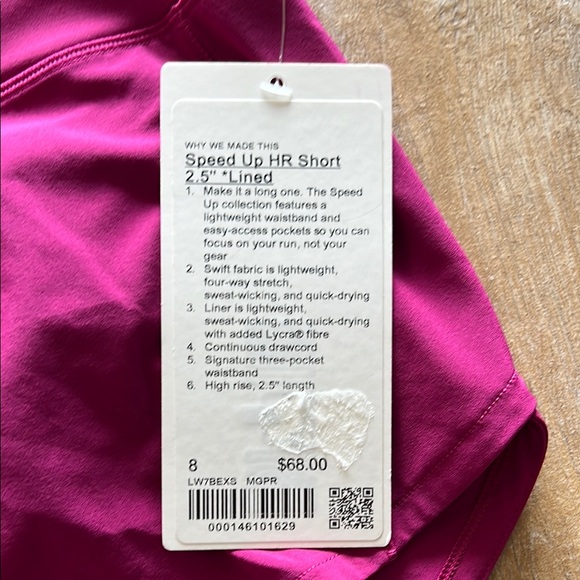 WHY WE MADE THIS
Speed Up HR Short
2.5" *Lined
1. Make it a long one. The Speed
Up collection features a
lightweight waistband and
easy-access pockets so you can
focus on your run, not your
gear
2. Swift fabric is lightweight,
four-way stretch,
sweat-wicking, and quick-drying
3. Liner is lightweight,
sweat-wicking, and quick-drying
with added Lycra® fibre
4. Continuous drawcord
5. Signature three-pocket
waistband
6. High rise, 2.5" length
8 $68.00
LW7BEXS MGPR
000146101629